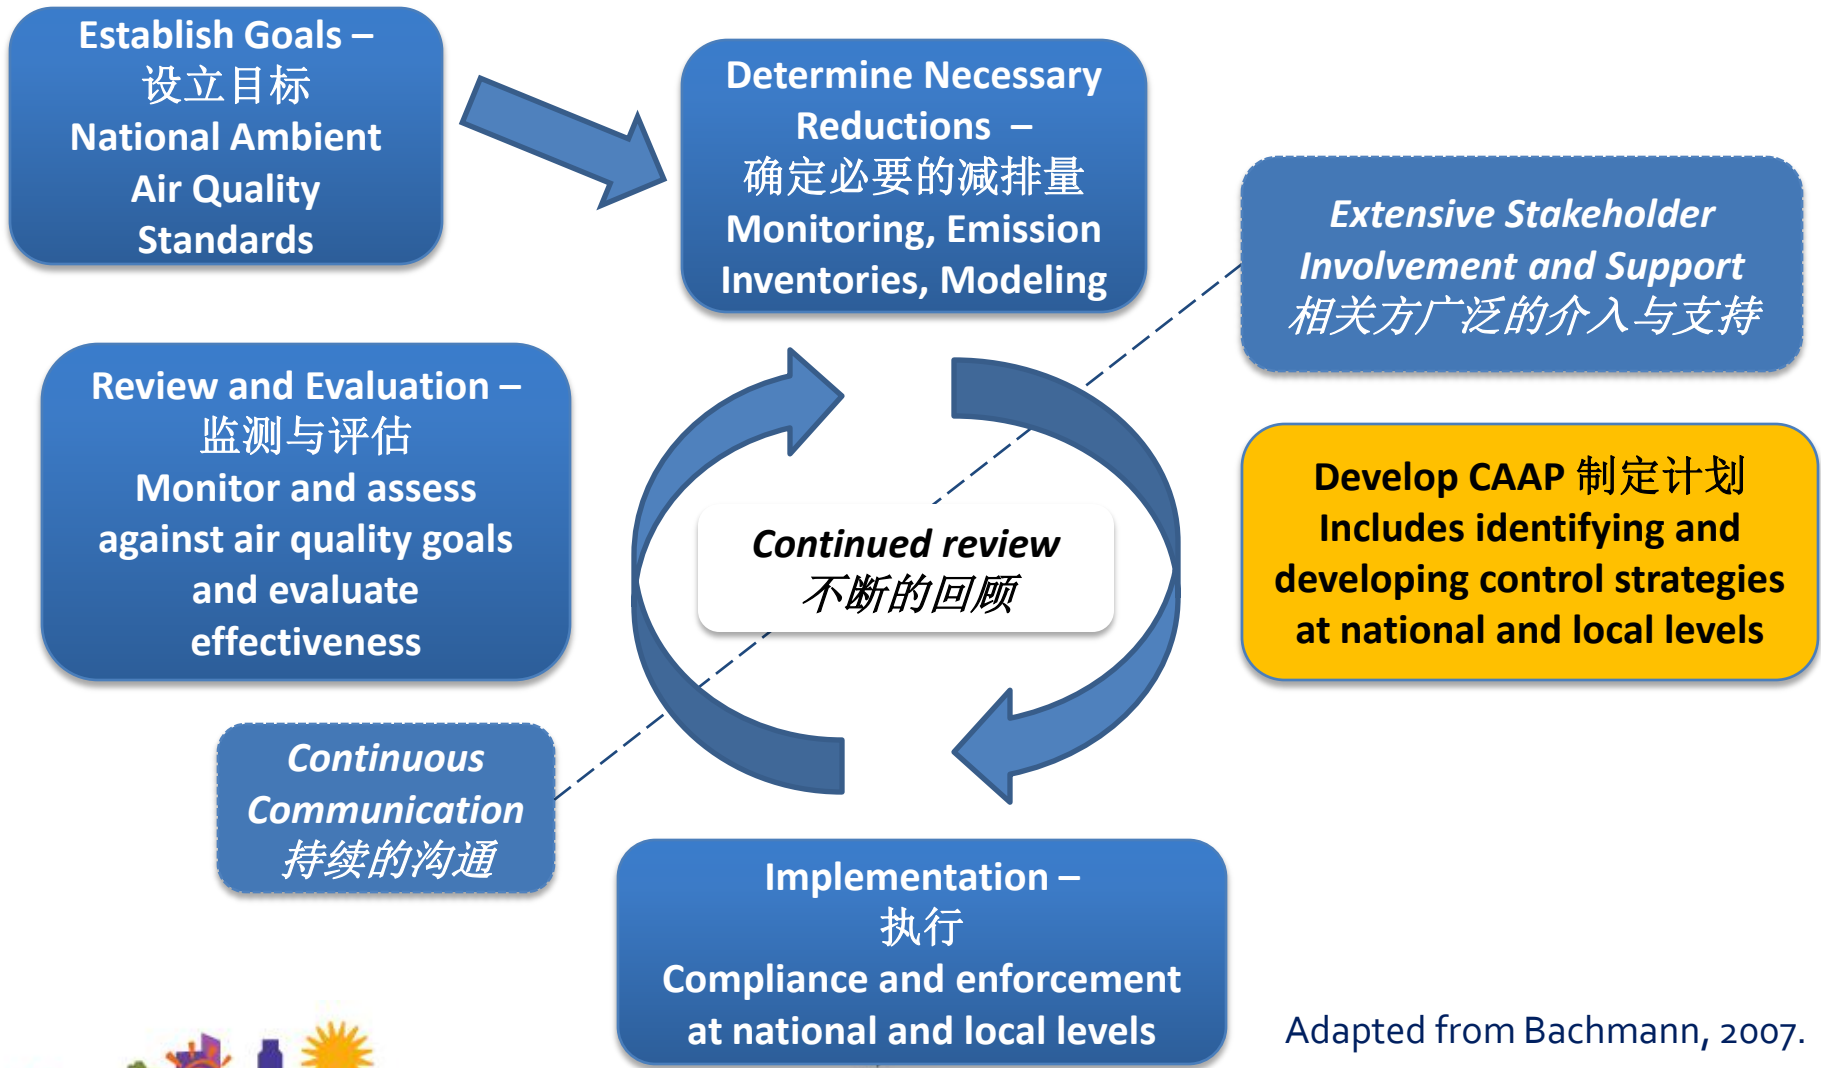 Establish Goals –
设立目标
National Ambient
Air Quality
Standards
Determine Necessary
Reductions –
确定必要的减排量
Monitoring, Emission
Inventories, Modeling
Extensive Stakeholder
Involvement and Support
相关方广泛的介入与支持
Review and Evaluation –
监测与评估
Monitor and assess
against air quality goals
and evaluate
effectiveness
Continued review
不断的回顾
Develop CAAP 制定计划
Includes identifying and
developing control strategies
at national and local levels
Continuous
Communication
持续的沟通
Implementation –
执行
Compliance and enforcement
at national and local levels
Adapted from Bachmann, 2007.